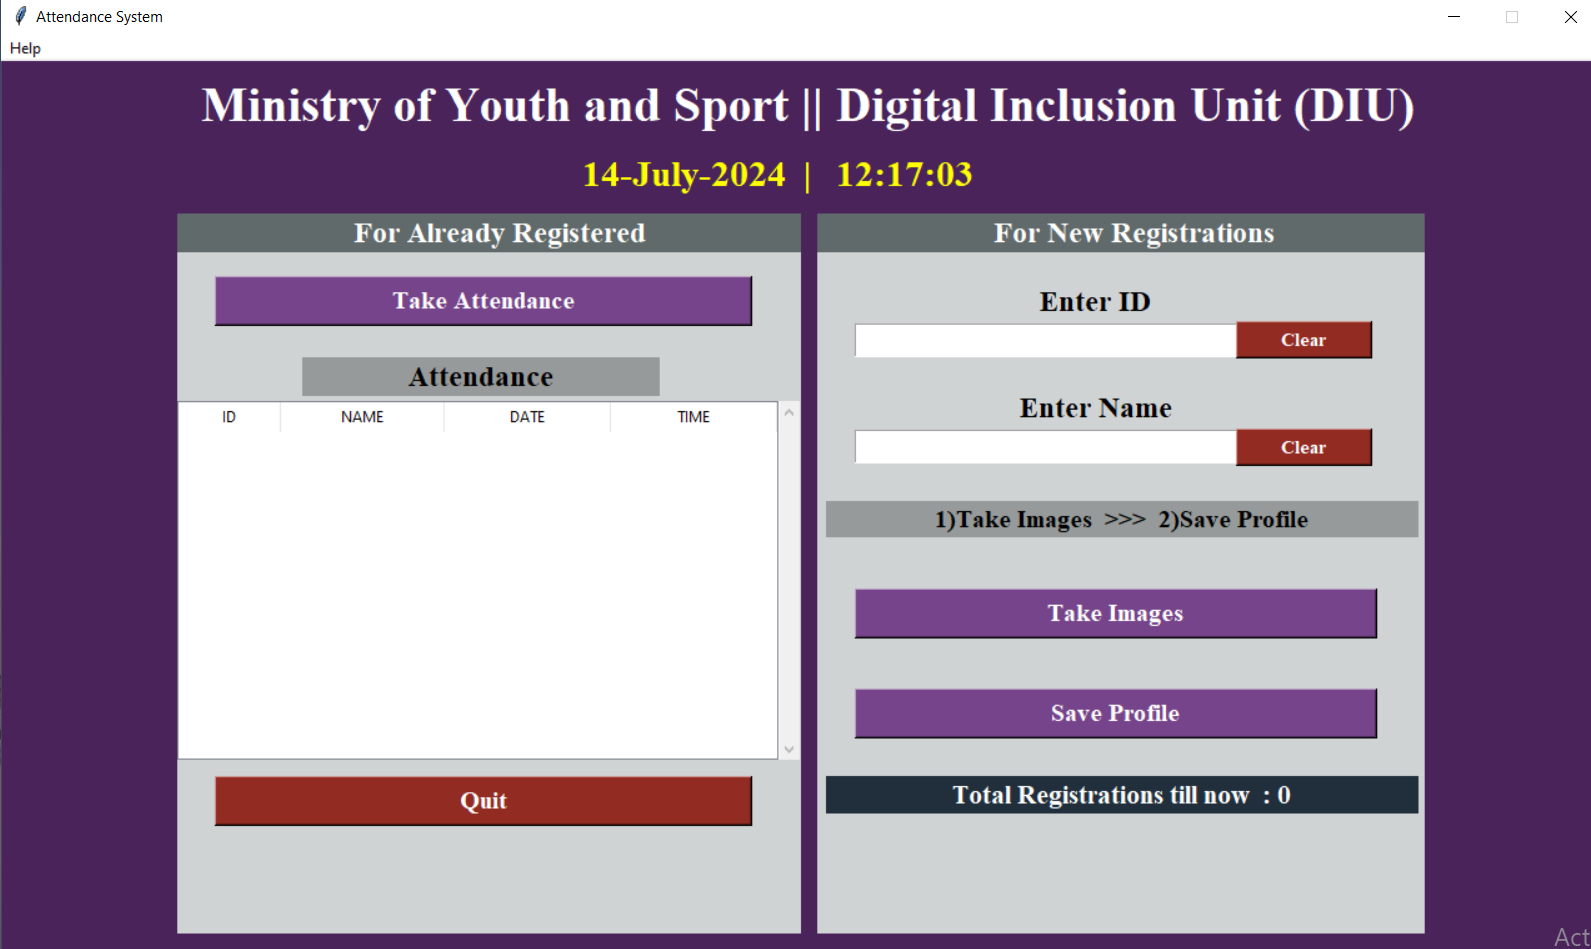 Attendance System
Help
Ministry of Youth and Sport || Digital Inclusion Unit (DIU)
14-July-2024 | 12:17:03
For Already Registered
Take Attendance
Attendance
ID NAME DATE TIME
Quit
For New Registrations
Enter ID
Clear
Enter Name
Clear
1)Take Images >>> 2)Save Profile
Take Images
Save Profile
Total Registrations till now : 0
Act